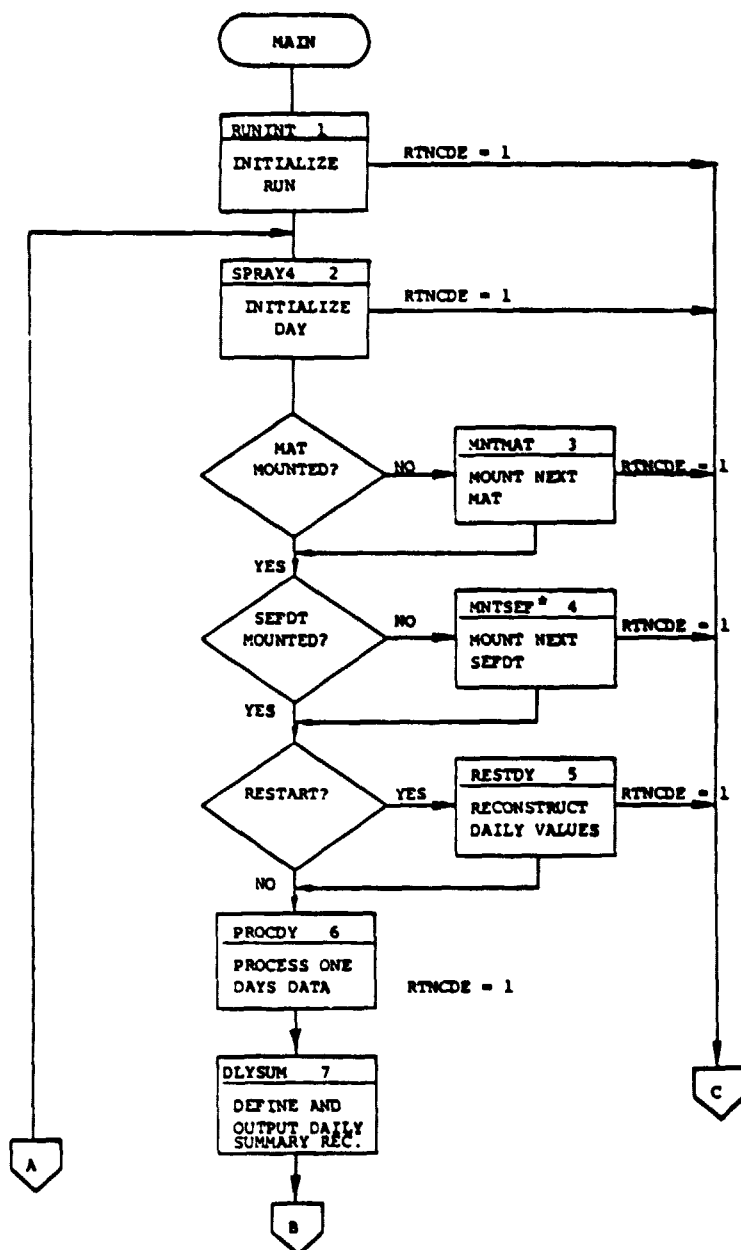 MAIN
RUNINT 1
INITIALIZE
RUN
RTNCDE = 1
SPRAY4 2
INITIALIZE
DAY
RTNCDE = 1
MAT
MOUNTED?
NO
MNTMAT 3
MOUNT NEXT
MAT
RTNCDE = 1
YES
SEFDT
MOUNTED?
NO
MNTSEF* 4
MOUNT NEXT
SEFDT
RTNCDE = 1
YES
RESTART?
YES
RESTDY 5
RECONSTRUCT
DAILY VALUES
RTNCDE = 1
NO
PROCDY 6
PROCESS ONE
DAYS DATA
RTNCDE = 1
DLYSUM 7
DEFINE AND
OUTPUT DAILY
SUMMARY REC.
A
B
C